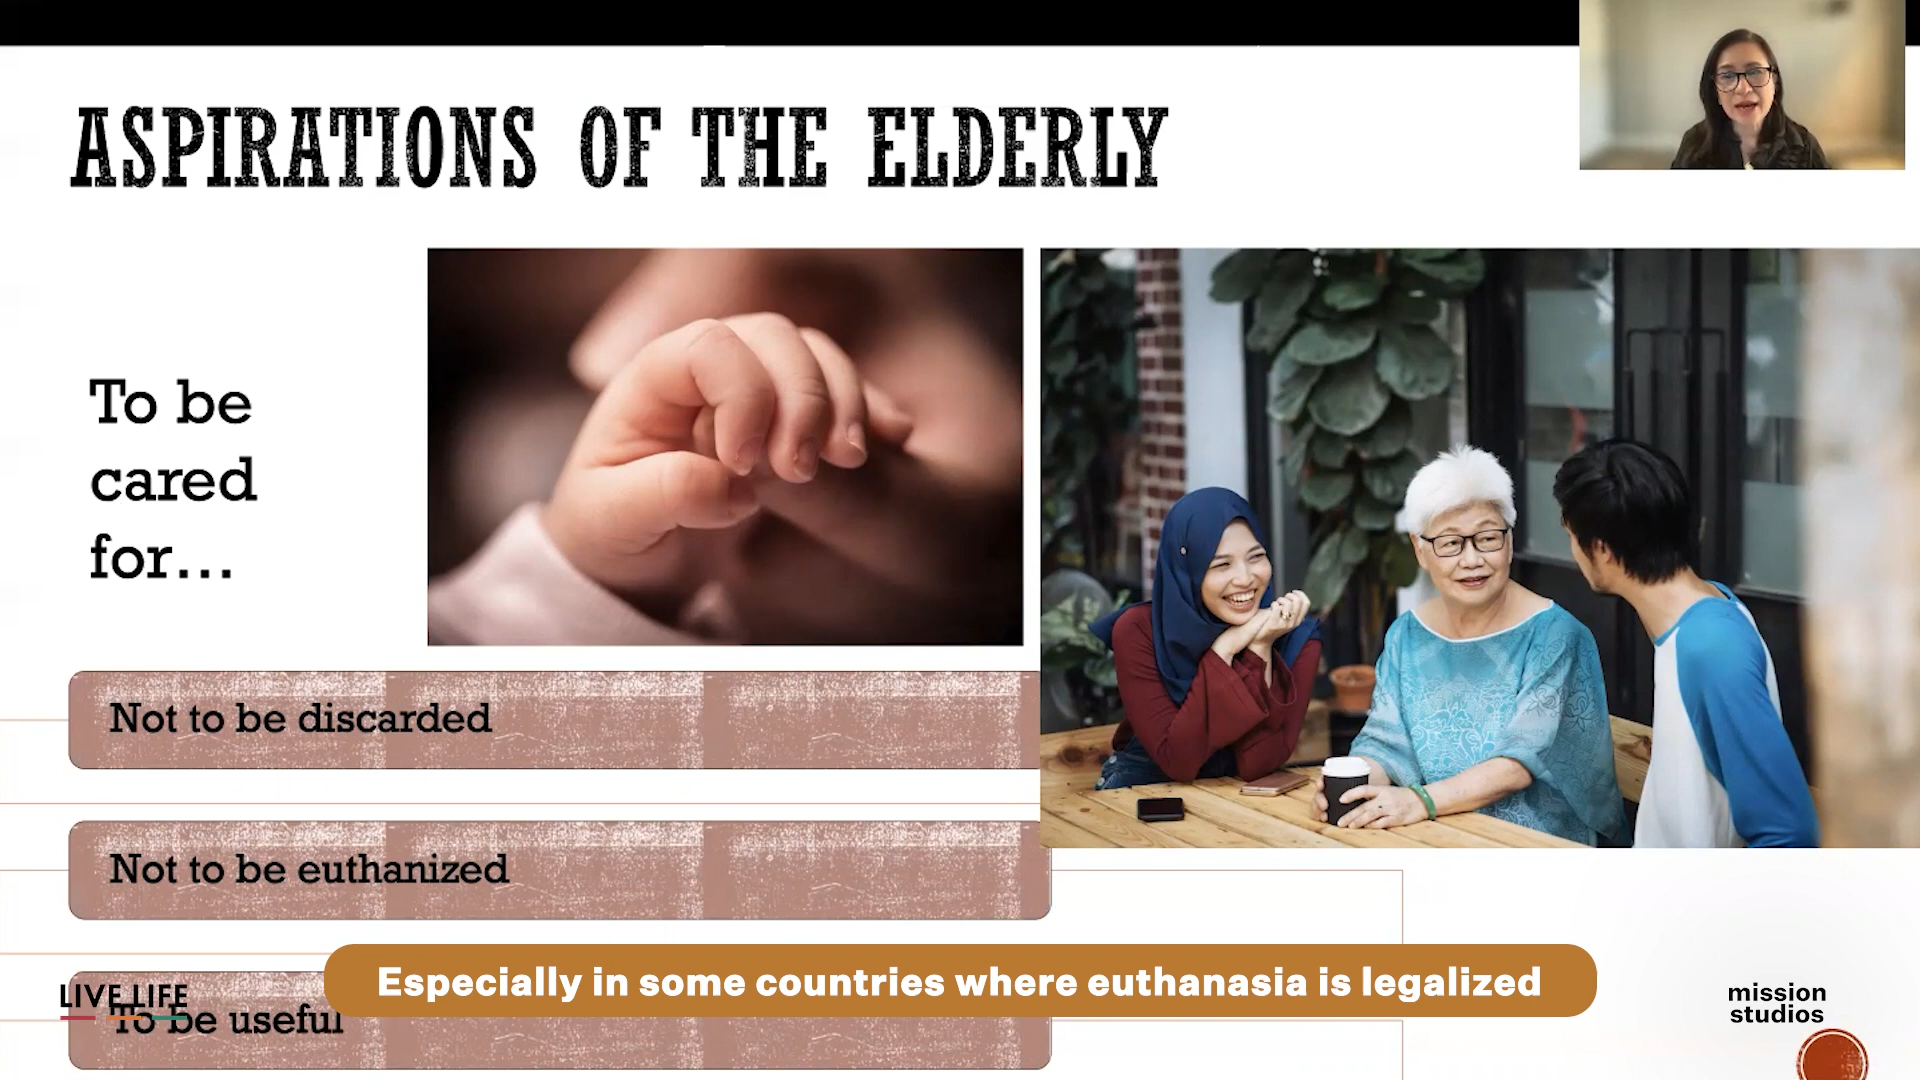 ASPIRATIONS OF THE ELDERLY
To be
cared
for...
Not to be discarded
Not to be euthanized
To be useful
Especially in some countries where euthanasia is legalized
LIVE LIFE
mission
studios